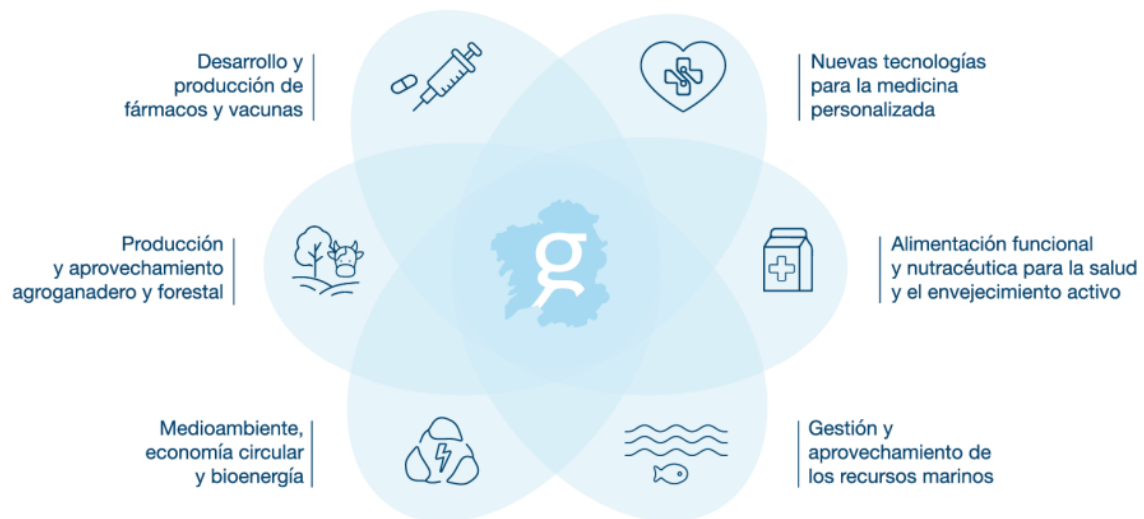 Desarrollo y
producción de
fármacos y vacunas
Nuevas tecnologías
para la medicina
personalizada
Producción
y aprovechamiento
agroganadero y forestal
g
Alimentación funcional
y nutracéutica para la salud
y el envejecimiento activo
Medioambiente,
economía circular
y bioenergía
Gestión y
aprovechamiento de
los recursos marinos